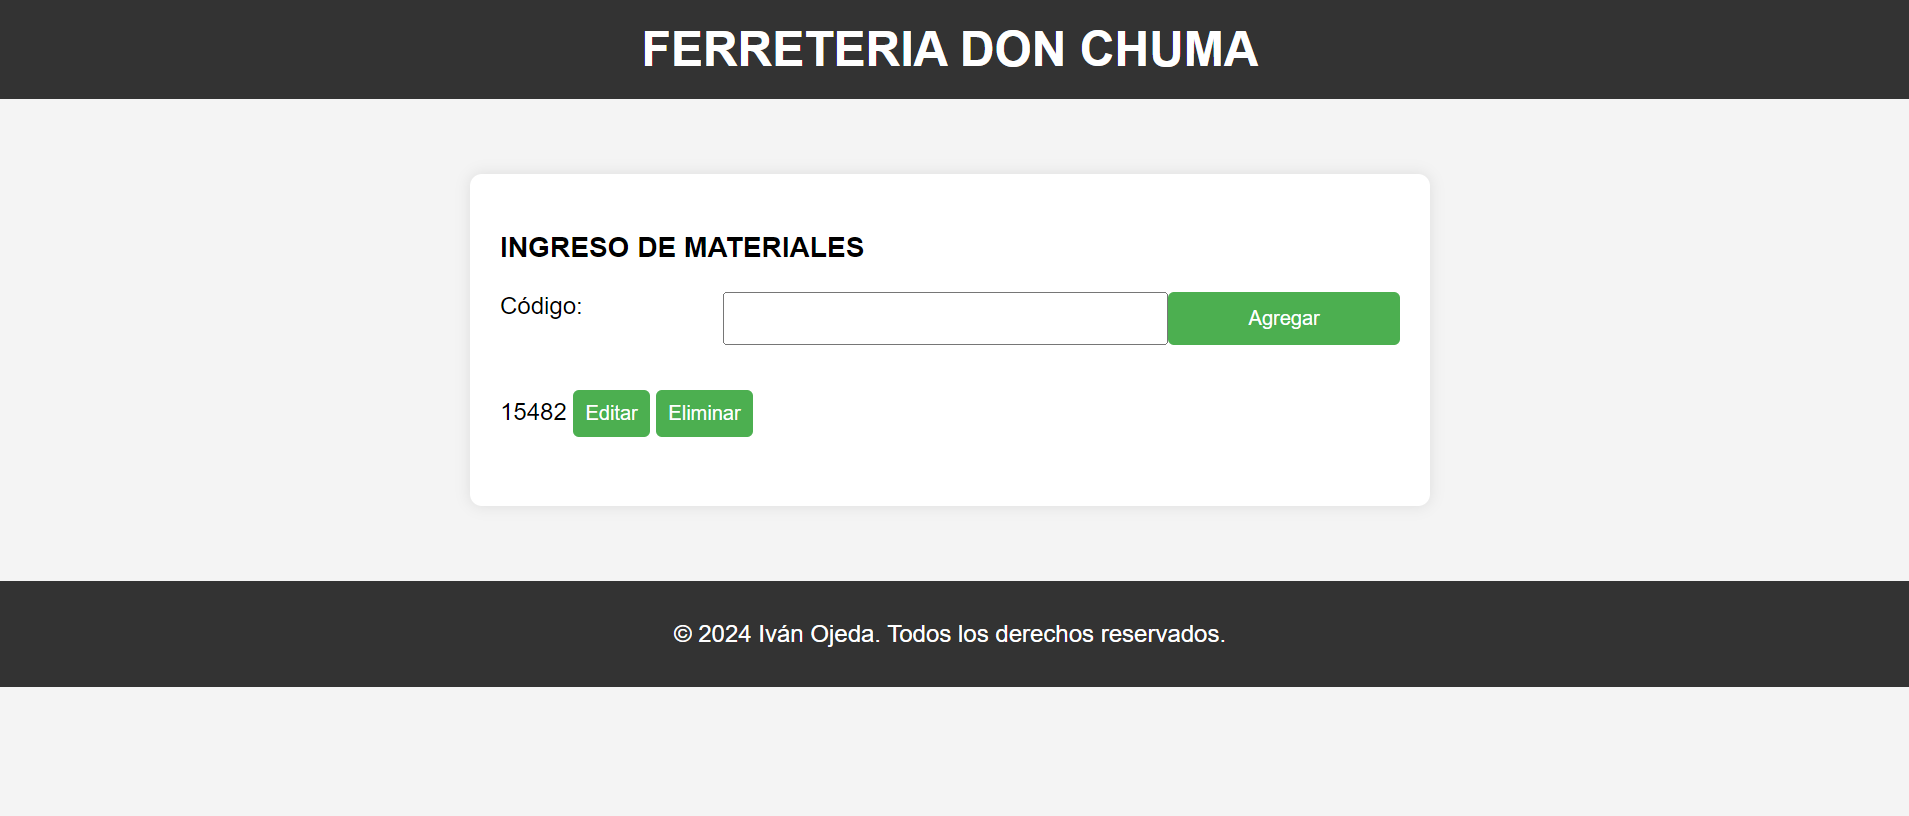 FERRETERIA DON CHUMA
INGRESO DE MATERIALES
Código:
Agregar
15482 Editar Eliminar
© 2024 Iván Ojeda. Todos los derechos reservados.